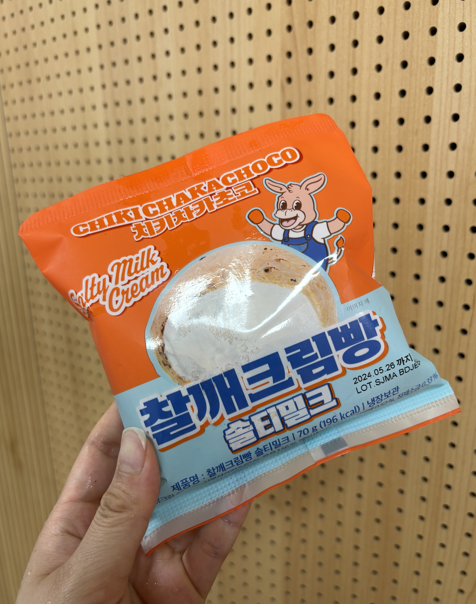 CHIKICHAKACHOCO
치키차카초코
Salty Milk
Cream
찰깨크림빵
솔티밀크
2024.05.26 까지
LOT SJMA BDJE
제품명 : 찰깨크림빵 솔티밀크 | 70 g (196 kcal) | 냉장보관